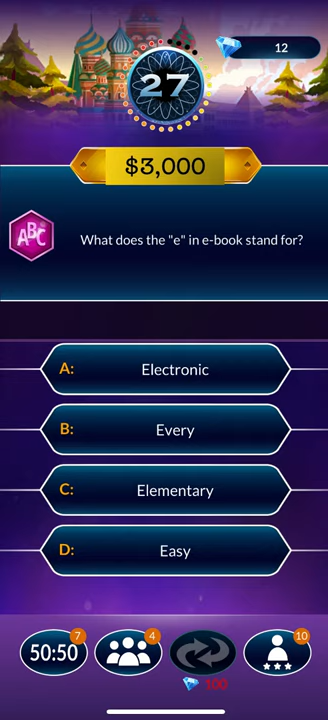 12
27
$3,000
ABC
What does the "e" in e-book stand for?
A: Electronic
B: Every
C: Elementary
D: Easy
7
4
10
50:50
100